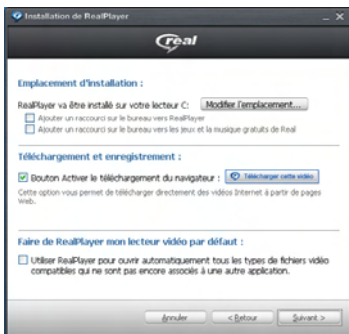 Installation de RealPlayer
real
Emplacement d'installation :
RealPlayer va être installé sur votre lecteur C: Modifier l'emplacement...
Ajouter un raccourci sur le bureau vers RealPlayer
Ajouter un raccourci sur le bureau vers les jeux et la musique gratuits de Real
Téléchargement et enregistrement :
Bouton Activer le téléchargement du navigateur : Télécharger cette vidéo
Cette option vous permet de télécharger directement des vidéos Internet à partir de pages
Web.
Faire de RealPlayer mon lecteur vidéo par défaut :
Utiliser RealPlayer pour ouvrir automatiquement tous les types de fichiers vidéo
compatibles qui ne sont pas encore associés à une autre application.
Annuler < Retour Suivant >